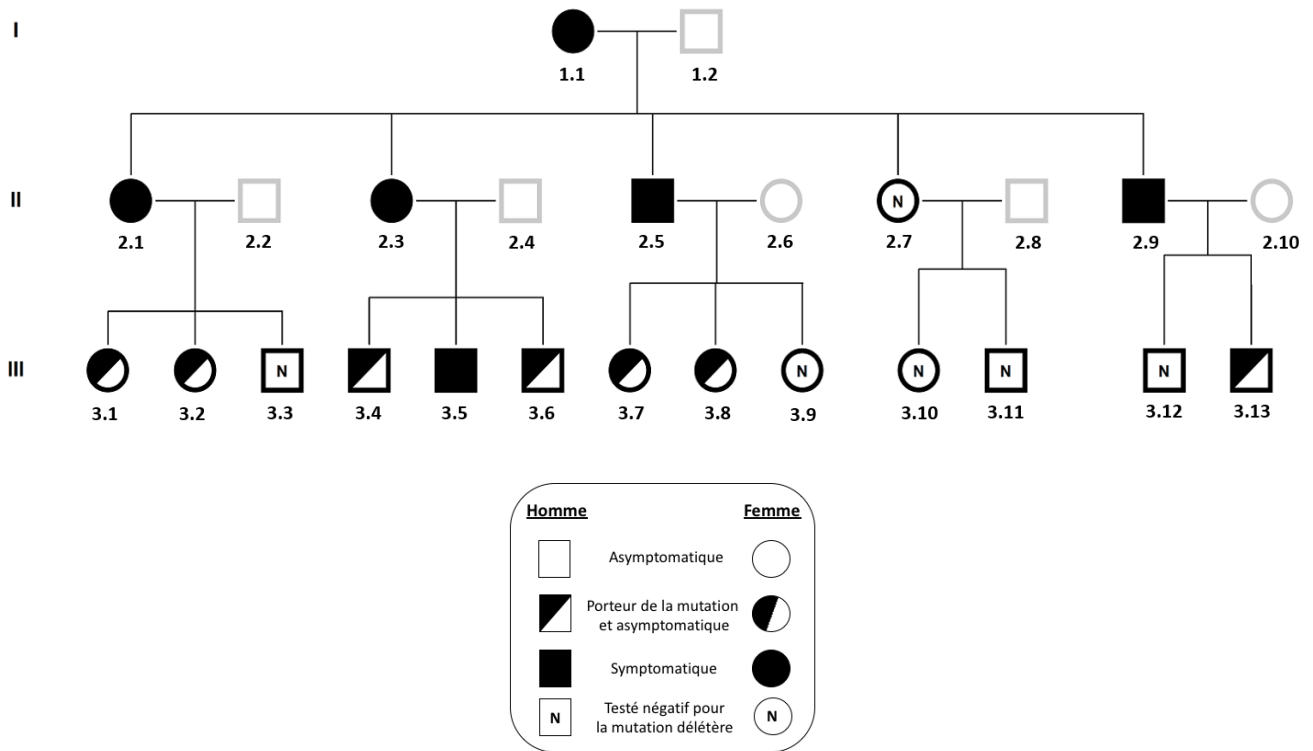 I
1.1 1.2
II
N
2.1 2.2 2.3 2.4 2.5 2.6 2.7 2.8 2.9 2.10
III
N N N N N
3.1 3.2 3.3 3.4 3.5 3.6 3.7 3.8 3.9 3.10 3.11 3.12 3.13
Homme Femme
Asymptomatique
Porteur de la mutation
et asymptomatique
Symptomatique
Testé négatif pour
N la mutation délétère N